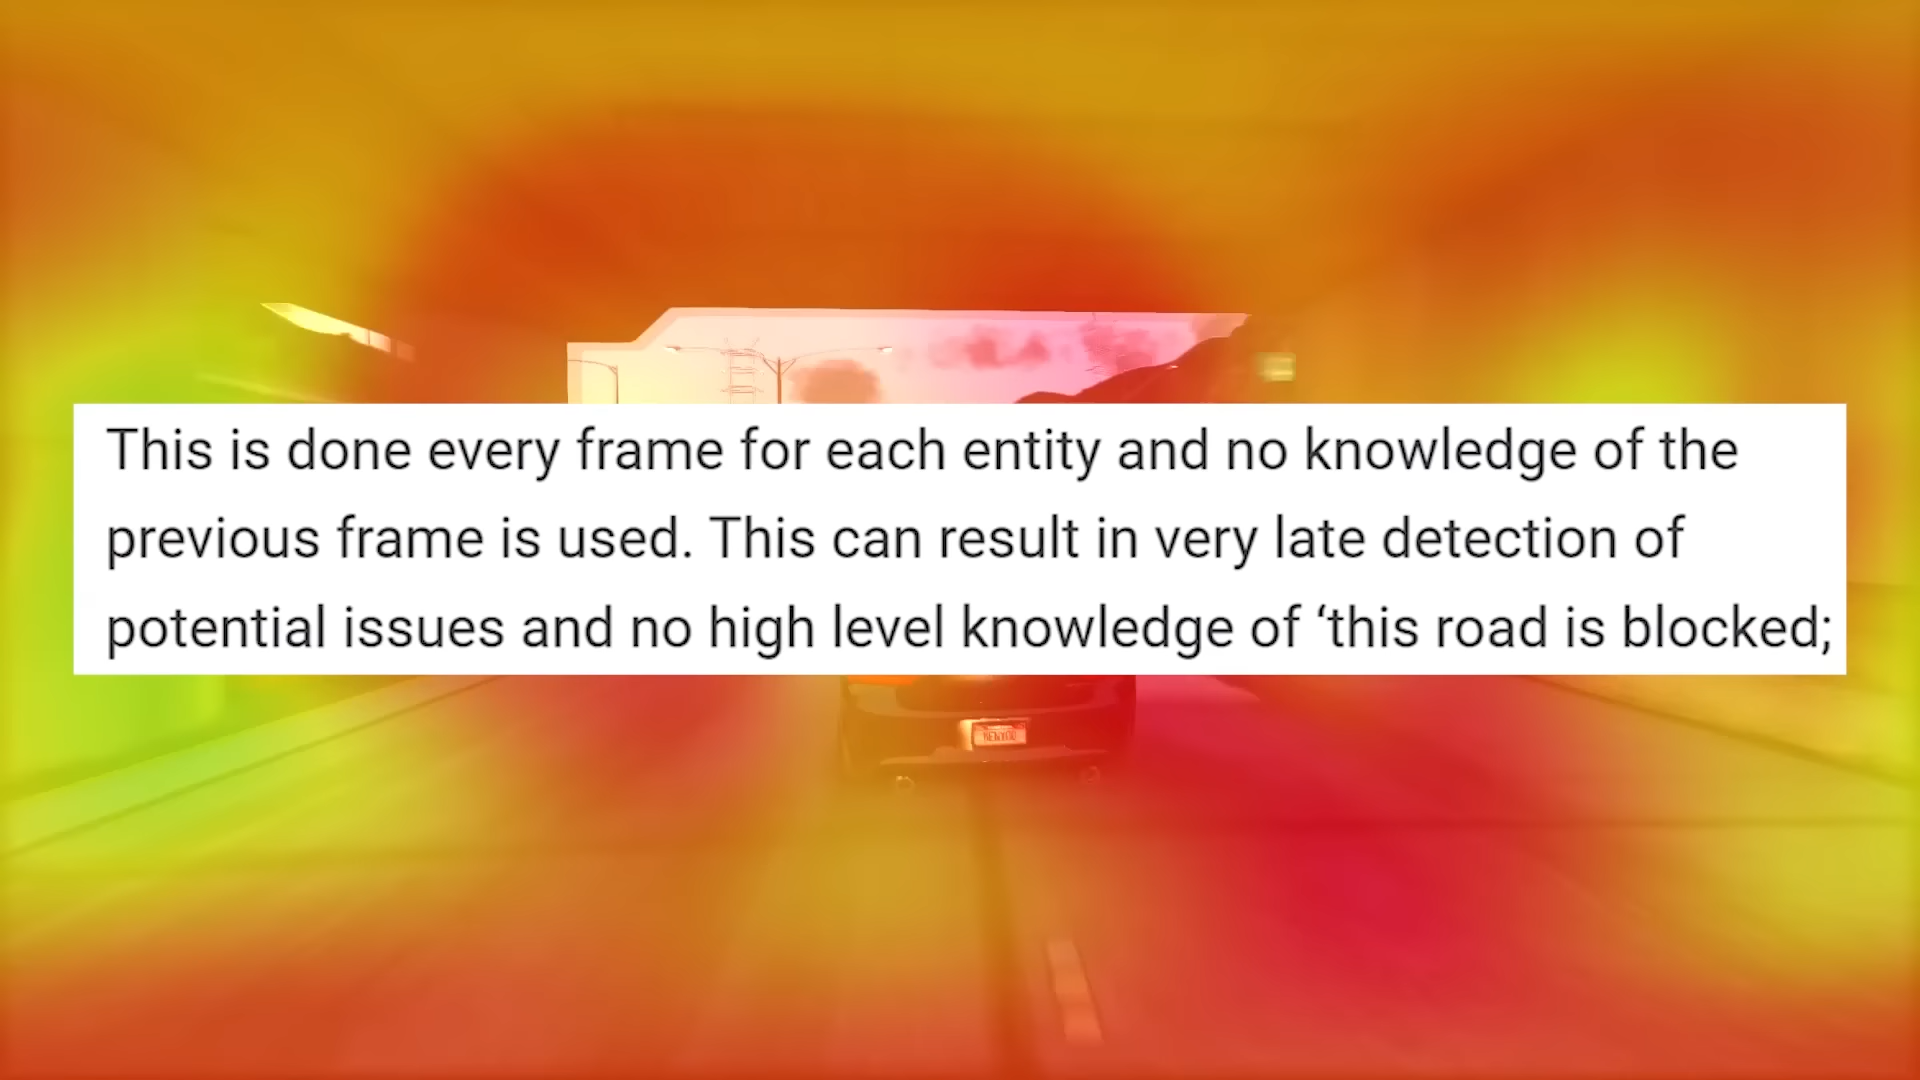 This is done every frame for each entity and no knowledge of the
previous frame is used. This can result in very late detection of
potential issues and no high level knowledge of ‘this road is blocked;